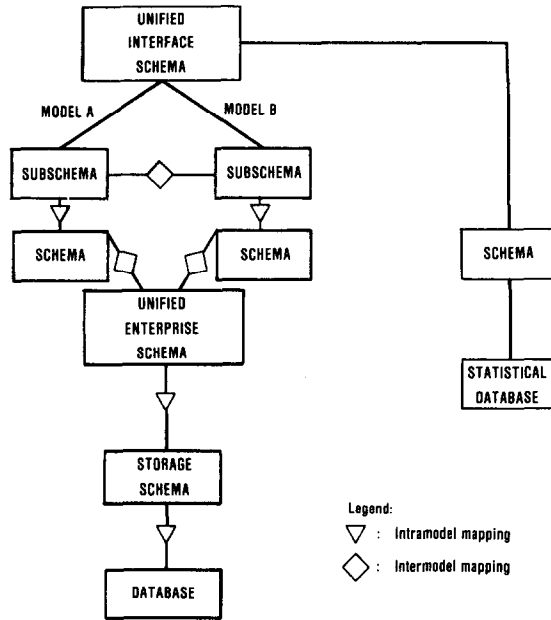 UNIFIED
INTERFACE
SCHEMA
MODEL A
MODEL B
SUBSCHEMA
SUBSCHEMA
SCHEMA
SCHEMA
SCHEMA
UNIFIED
ENTERPRISE
SCHEMA
STATISTICAL
DATABASE
STORAGE
SCHEMA
DATABASE
Legend:
: Intramodel mapping
: Intermodel mapping